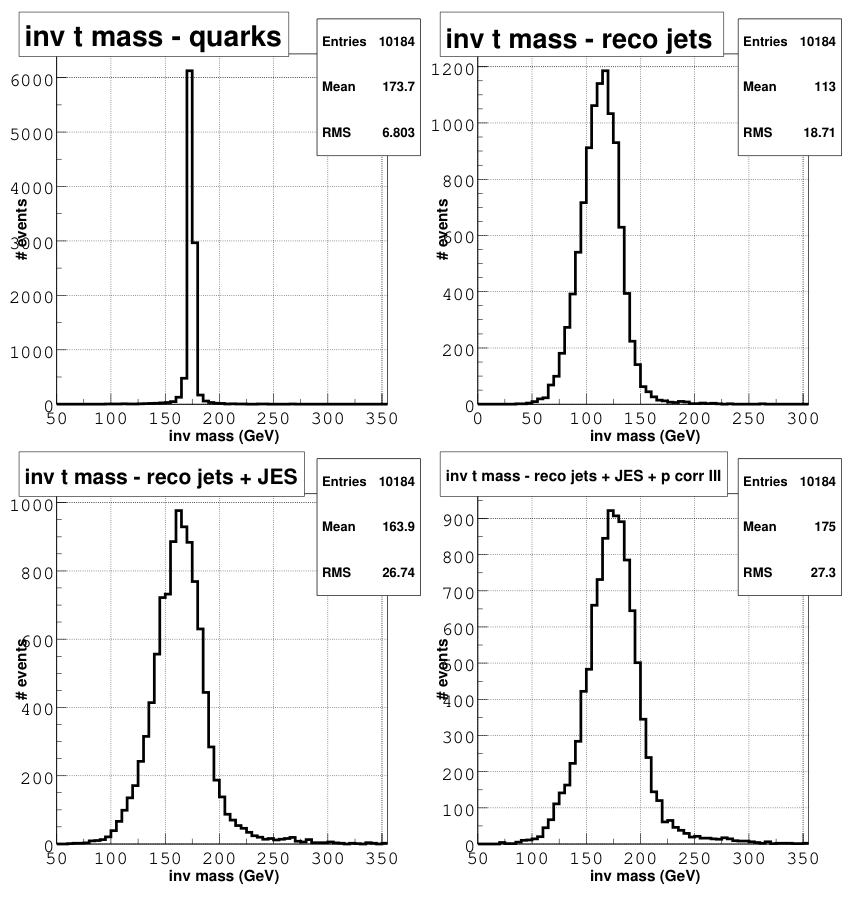 inv t mass - quarks
Entries 10184
Mean 173.7
RMS 6.803
# events
6000
5000
4000
3000
2000
1000
0
50 100 150 200 250 300 350
inv mass (GeV)
inv t mass - reco jets
Entries 10184
Mean 113
RMS 18.71
# events
1200
1000
800
600
400
200
0
0 50 100 150 200 250 300
inv mass (GeV)
inv t mass - reco jets + JES
Entries 10184
Mean 163.9
RMS 26.74
# events
1000
800
600
400
200
0
50 100 150 200 250 300 350
inv mass (GeV)
inv t mass - reco jets + JES + p corr III
Entries 10184
Mean 175
RMS 27.3
# events
900
800
700
600
500
400
300
200
100
0
50 100 150 200 250 300 350
inv mass (GeV)